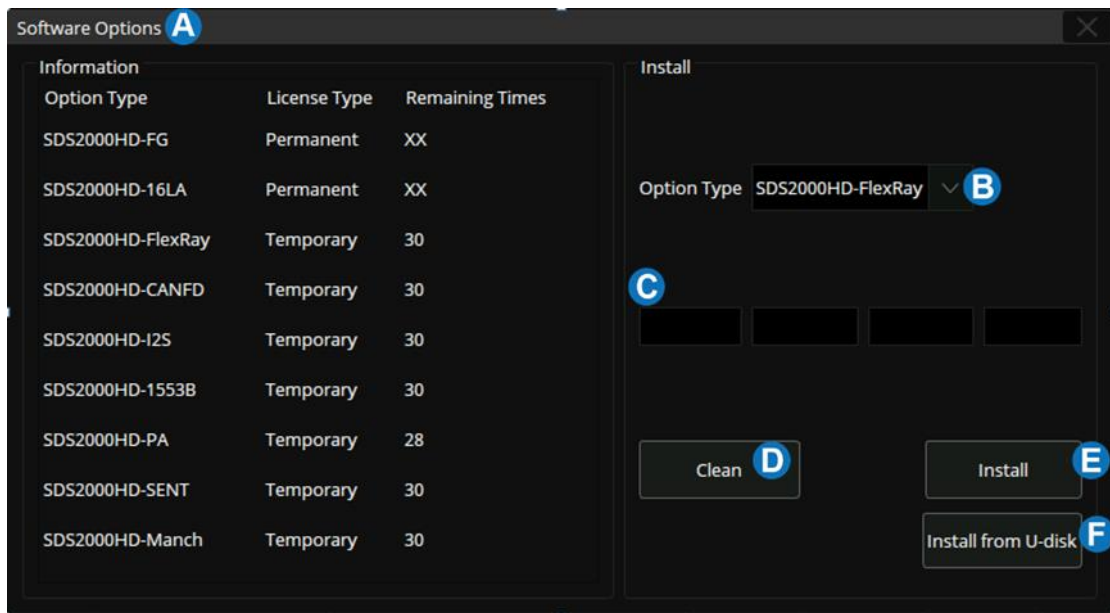 Software Options A
Information
Option Type License Type Remaining Times
SDS2000HD-FG Permanent XX
SDS2000HD-16LA Permanent XX
SDS2000HD-FlexRay Temporary 30
SDS2000HD-CANFD Temporary 30
SDS2000HD-I2S Temporary 30
SDS2000HD-1553B Temporary 30
SDS2000HD-PA Temporary 28
SDS2000HD-SENT Temporary 30
SDS2000HD-Manch Temporary 30
Install
Option Type SDS2000HD-FlexRay B
C
Clean D
Install E
Install from U-disk F